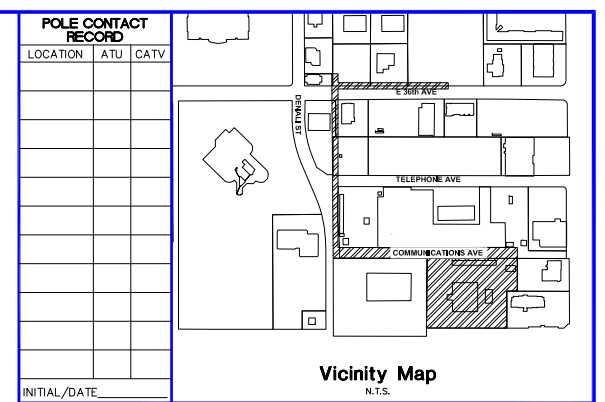 POLE CONTACT
RECORD
LOCATION ATU CATV
INITIAL/DATE
E 36th AVE
DENALI ST
TELEPHONE AVE
COMMUNICATIONS AVE
Vicinity Map
N.T.S.